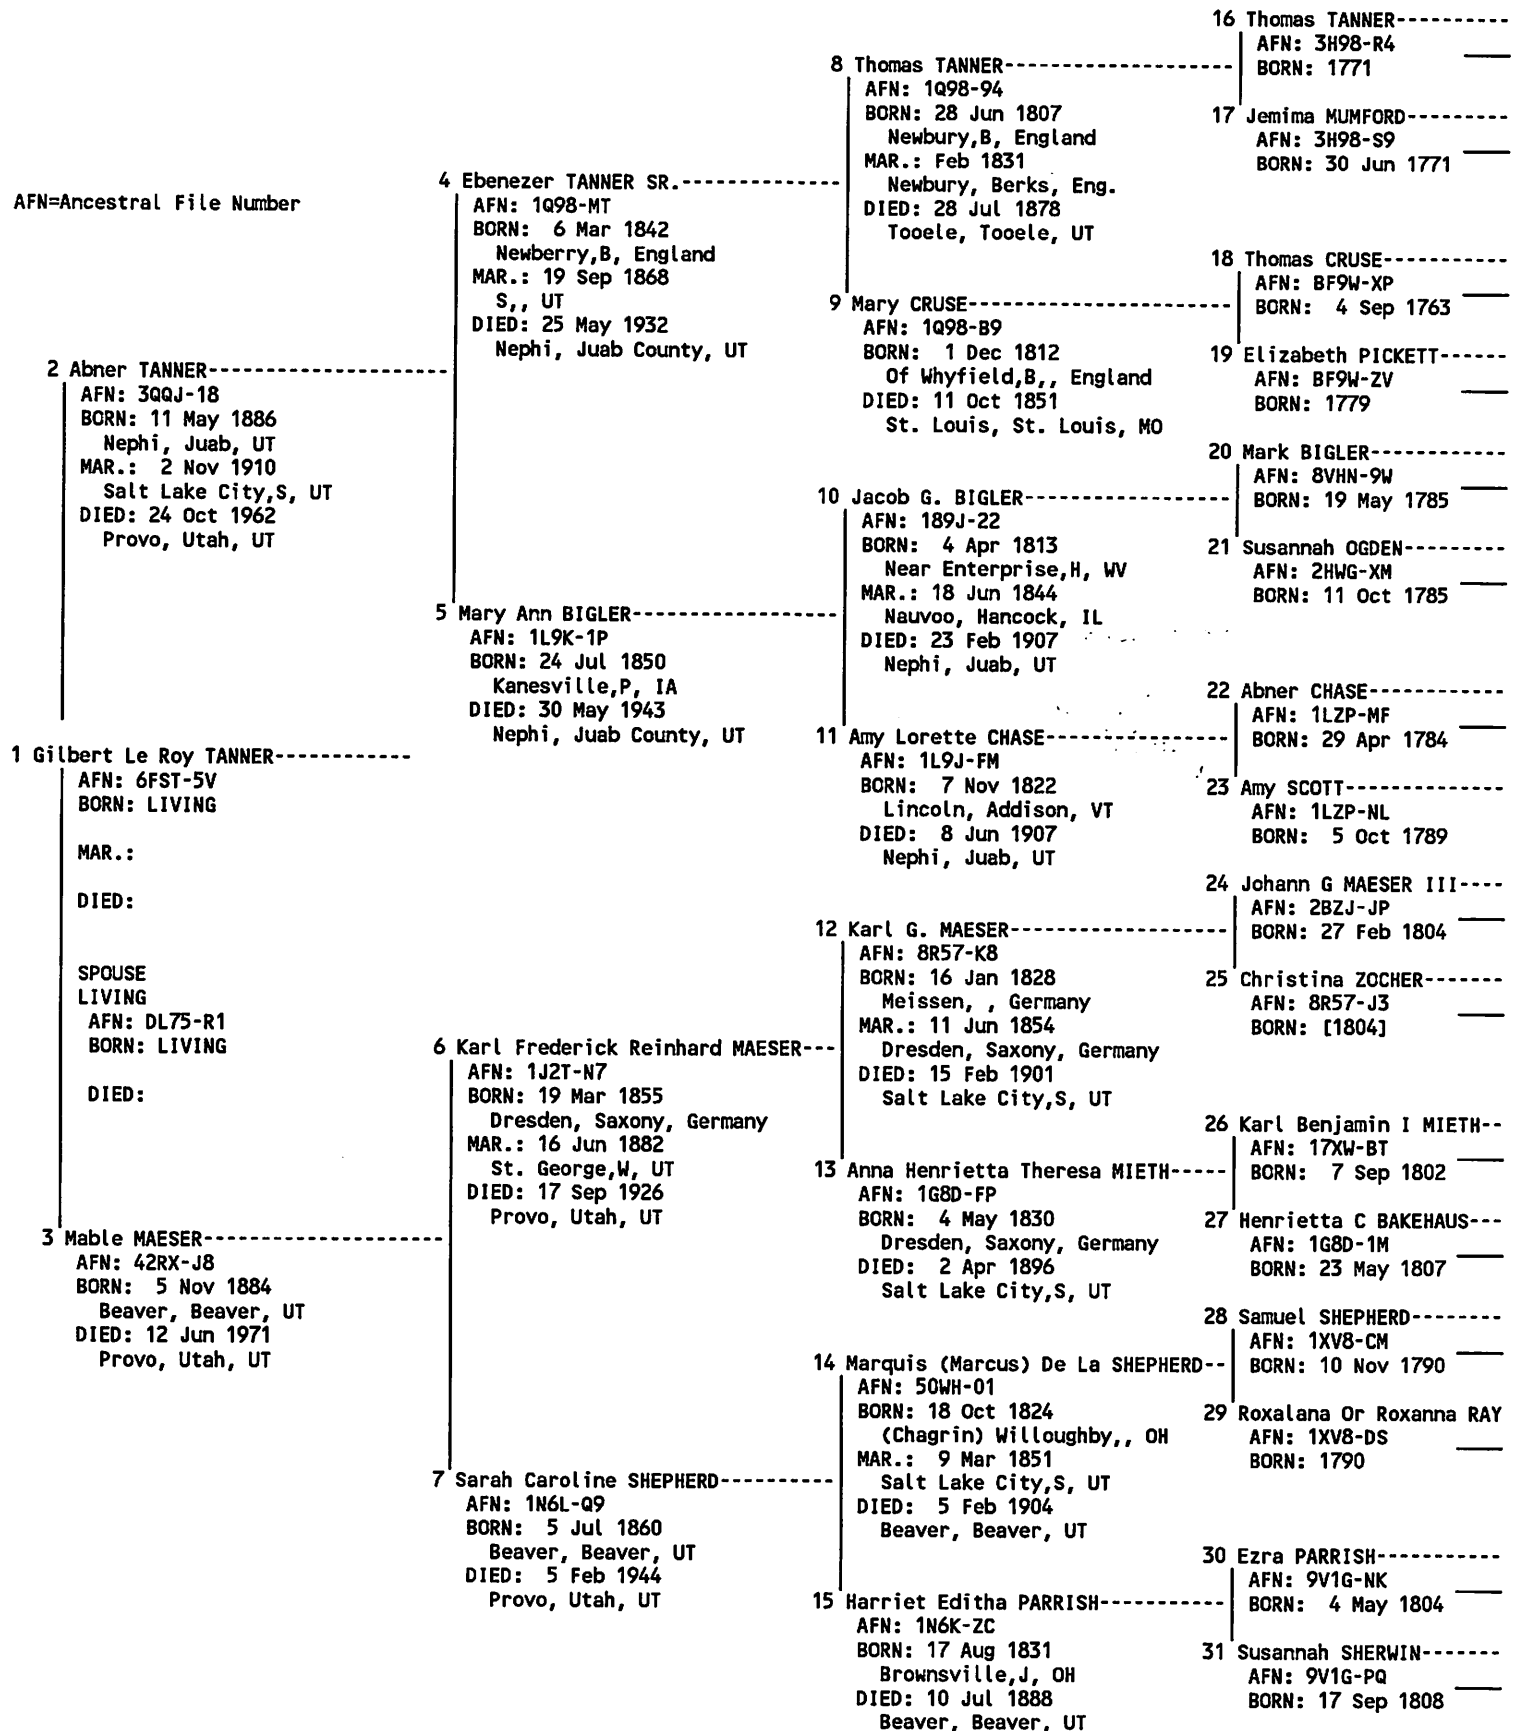 AFN=Ancestral File Number
1 Gilbert Le Roy TANNER-----------
AFN: 6FST-5V
BORN: LIVING
MAR.:
DIED:
SPOUSE
LIVING
AFN: DL75-R1
BORN: LIVING
DIED:
2 Abner TANNER--------------------
AFN: 3QQJ-18
BORN: 11 May 1886
Nephi, Juab, UT
MAR.:  2 Nov 1910
Salt Lake City,S, UT
DIED: 24 Oct 1962
Provo, Utah, UT
3 Mable MAESER--------------------
AFN: 42RX-J8
BORN:  5 Nov 1884
Beaver, Beaver, UT
DIED: 12 Jun 1971
Provo, Utah, UT
4 Ebenezer TANNER SR.-------------
AFN: 1Q98-MT
BORN:  6 Mar 1842
Newberry,B, England
MAR.: 19 Sep 1868
S,, UT
DIED: 25 May 1932
Nephi, Juab County, UT
5 Mary Ann BIGLER-----------------
AFN: 1L9K-1P
BORN: 24 Jul 1850
Kanesville,P, IA
DIED: 30 May 1943
Nephi, Juab County, UT
6 Karl Frederick Reinhard MAESER---
AFN: 1J2T-N7
BORN: 19 Mar 1855
Dresden, Saxony, Germany
MAR.: 16 Jun 1882
St. George,W, UT
DIED: 17 Sep 1926
Provo, Utah, UT
7 Sarah Caroline SHEPHERD----------
AFN: 1N6L-Q9
BORN:  5 Jul 1860
Beaver, Beaver, UT
DIED:  5 Feb 1944
Provo, Utah, UT
8 Thomas TANNER-------------------
AFN: 1Q98-94
BORN: 28 Jun 1807
Newbury,B, England
MAR.: Feb 1831
Newbury, Berks, Eng.
DIED: 28 Jul 1878
Tooele, Tooele, UT
9 Mary CRUSE----------------------
AFN: 1Q98-B9
BORN:  1 Dec 1812
Of Whyfield,B,, England
DIED: 11 Oct 1851
St. Louis, St. Louis, MO
10 Jacob G. BIGLER-----------------
AFN: 189J-22
BORN:  4 Apr 1813
Near Enterprise,H, WV
MAR.: 18 Jun 1844
Nauvoo, Hancock, IL
DIED: 23 Feb 1907
Nephi, Juab, UT
11 Amy Lorette CHASE---------------
AFN: 1L9J-FM
BORN:  7 Nov 1822
Lincoln, Addison, VT
DIED:  8 Jun 1907
Nephi, Juab, UT
12 Karl G. MAESER------------------
AFN: 8R57-K8
BORN: 16 Jan 1828
Meissen, , Germany
MAR.: 11 Jun 1854
Dresden, Saxony, Germany
DIED: 15 Feb 1901
Salt Lake City,S, UT
13 Anna Henrietta Theresa MIETH-----
AFN: 1G8D-FP
BORN:  4 May 1830
Dresden, Saxony, Germany
DIED:  2 Apr 1896
Salt Lake City,S, UT
14 Marquis (Marcus) De La SHEPHERD--
AFN: 50WH-01
BORN: 18 Oct 1824
(Chagrin) Willoughby,, OH
MAR.:  9 Mar 1851
Salt Lake City,S, UT
DIED:  5 Feb 1904
Beaver, Beaver, UT
15 Harriet Editha PARRISH-----------
AFN: 1N6K-ZC
BORN: 17 Aug 1831
Brownsville,J, OH
DIED: 10 Jul 1888
Beaver, Beaver, UT
16 Thomas TANNER----------
AFN: 3H98-R4
BORN: 1771
17 Jemima MUMFORD---------
AFN: 3H98-S9
BORN: 30 Jun 1771
18 Thomas CRUSE-----------
AFN: BF9W-XP
BORN:  4 Sep 1763
19 Elizabeth PICKETT------
AFN: BF9W-ZV
BORN: 1779
20 Mark BIGLER------------
AFN: 8VHN-9W
BORN: 19 May 1785
21 Susannah OGDEN---------
AFN: 2HWG-XM
BORN: 11 Oct 1785
22 Abner CHASE------------
AFN: 1LZP-MF
BORN: 29 Apr 1784
23 Amy SCOTT--------------
AFN: 1LZP-NL
BORN:  5 Oct 1789
24 Johann G MAESER III----
AFN: 2BZJ-JP
BORN: 27 Feb 1804
25 Christina ZOCHER-------
AFN: 8R57-J3
BORN: [1804]
26 Karl Benjamin I MIETH--
AFN: 17XW-BT
BORN:  7 Sep 1802
27 Henrietta C BAKEHAUS---
AFN: 1G8D-1M
BORN: 23 May 1807
28 Samuel SHEPHERD--------
AFN: 1XV8-CM
BORN: 10 Nov 1790
29 Roxalana Or Roxanna RAY
AFN: 1XV8-DS
BORN: 1790
30 Ezra PARRISH-----------
AFN: 9V1G-NK
BORN:  4 May 1804
31 Susannah SHERWIN-------
AFN: 9V1G-PQ
BORN: 17 Sep 1808